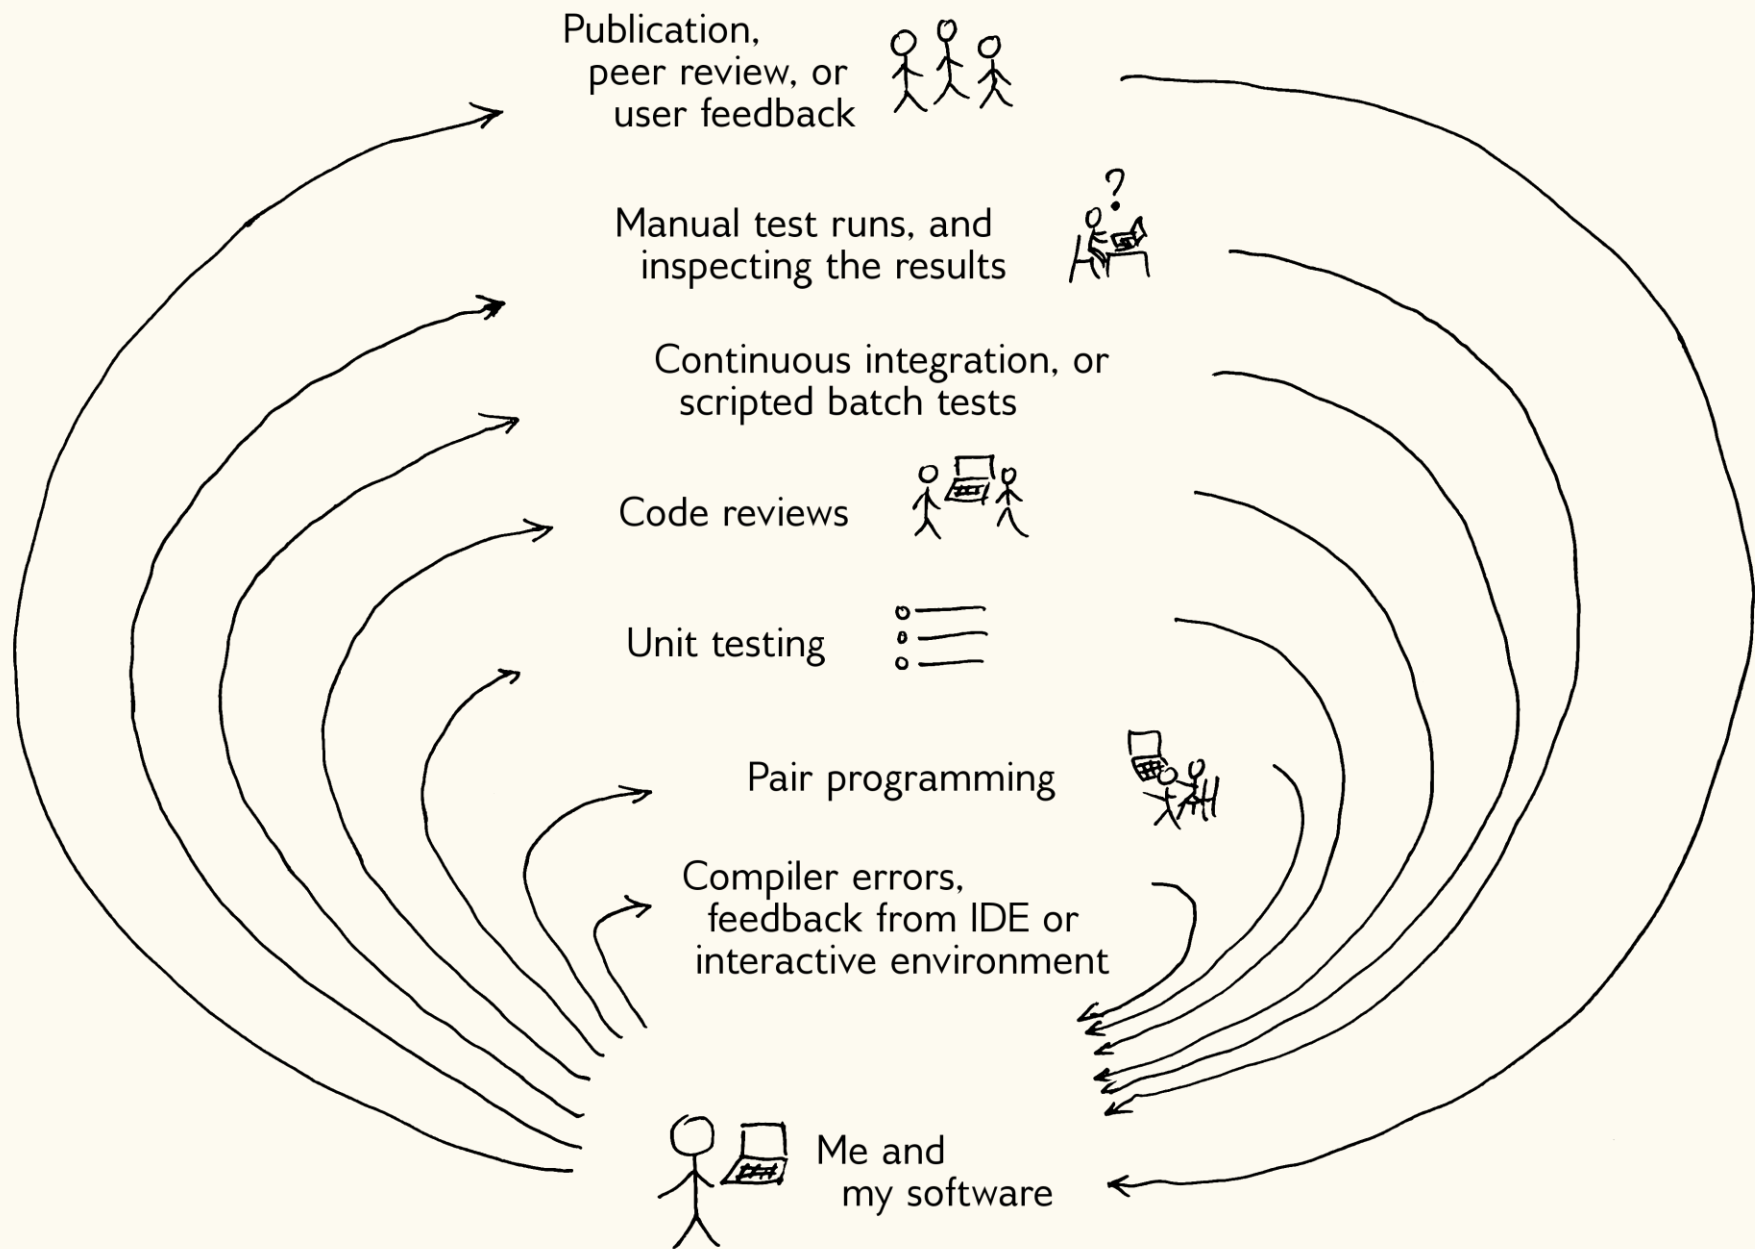 Publication,
peer review, or
user feedback
?
Manual test runs, and
inspecting the results
Continuous integration, or
scripted batch tests
Code reviews
Unit testing
Pair programming
Compiler errors,
feedback from IDE or
interactive environment
Me and
my software